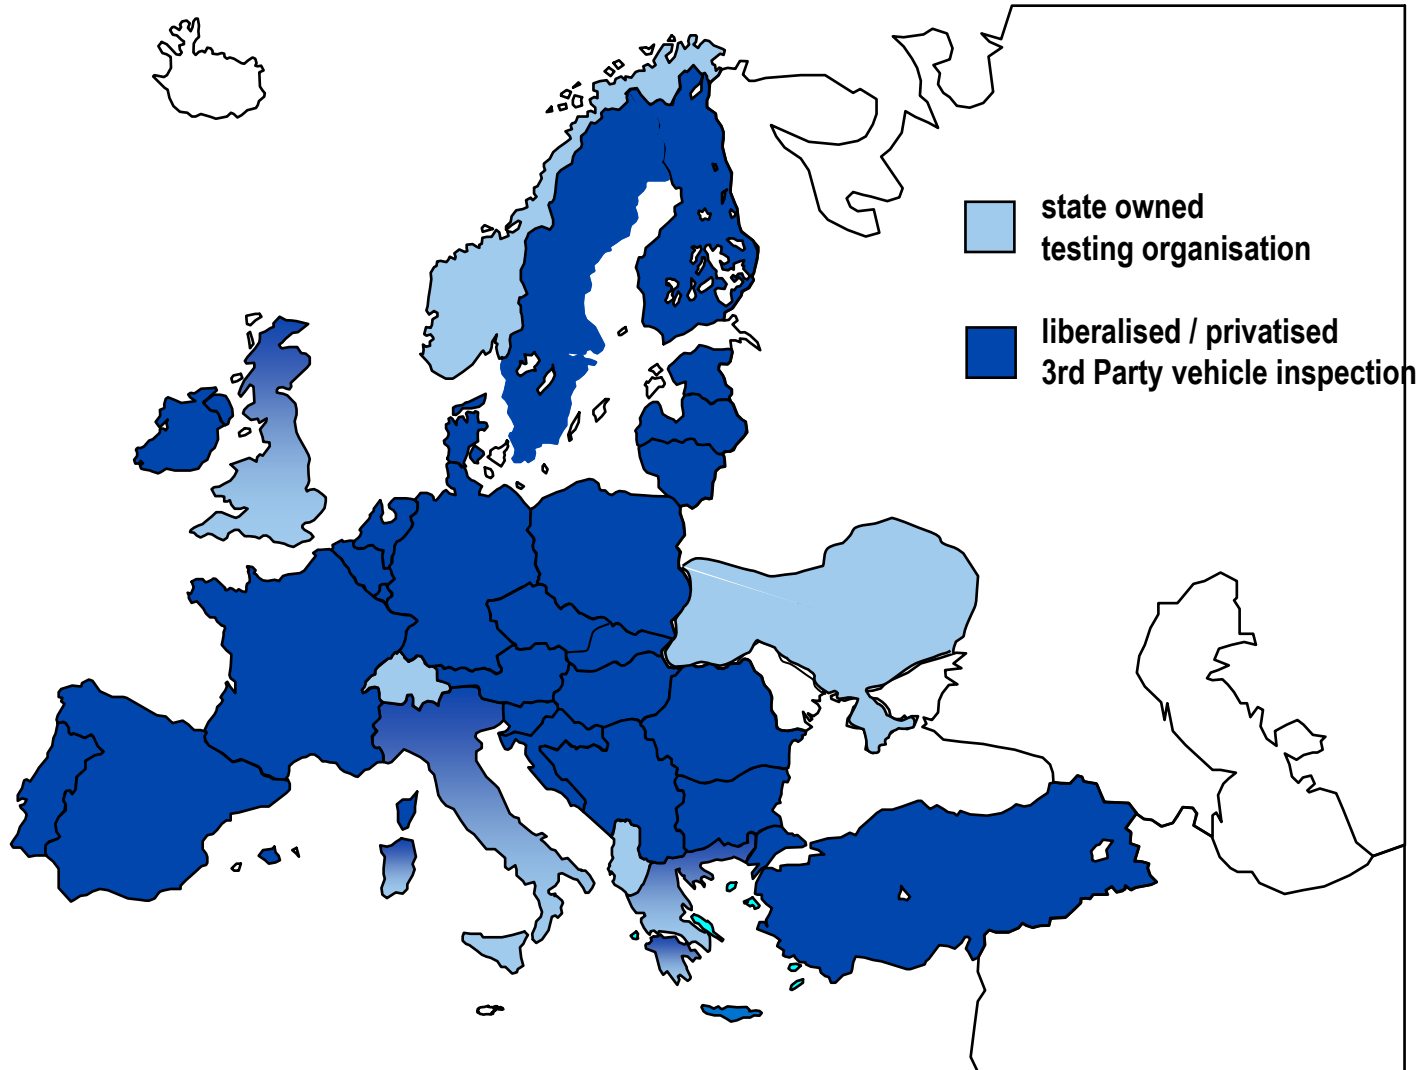 state owned
testing organisation
liberalised / privatised
3rd Party vehicle inspection